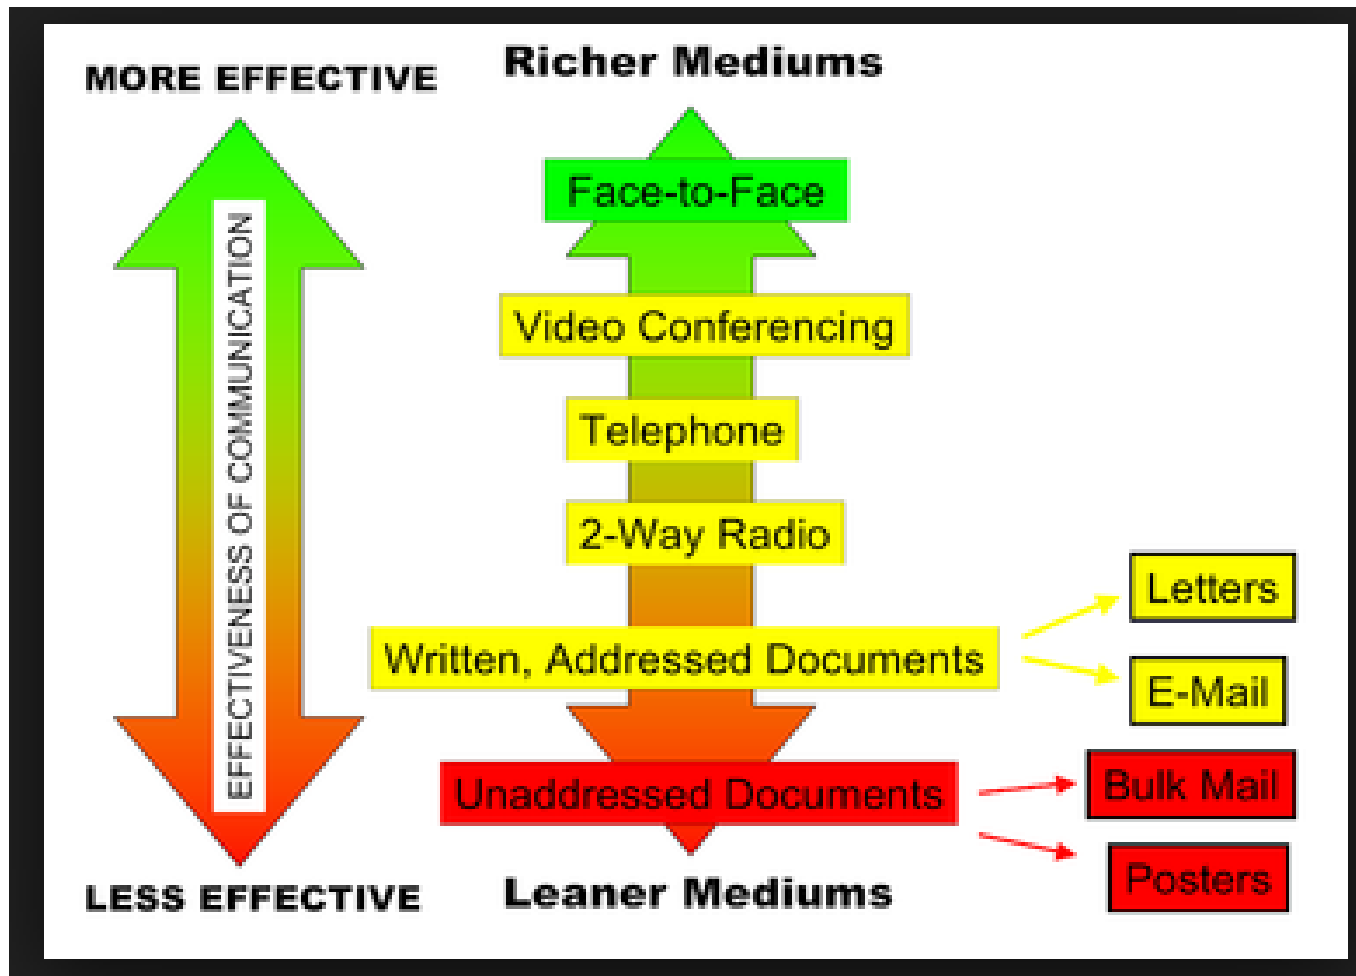 MORE EFFECTIVE
Richer Mediums
EFFECTIVENESS OF COMMUNICATION
Face-to-Face
Video Conferencing
Telephone
2-Way Radio
Written, Addressed Documents
Letters
E-Mail
Unaddressed Documents
Bulk Mail
Posters
LESS EFFECTIVE
Leaner Mediums